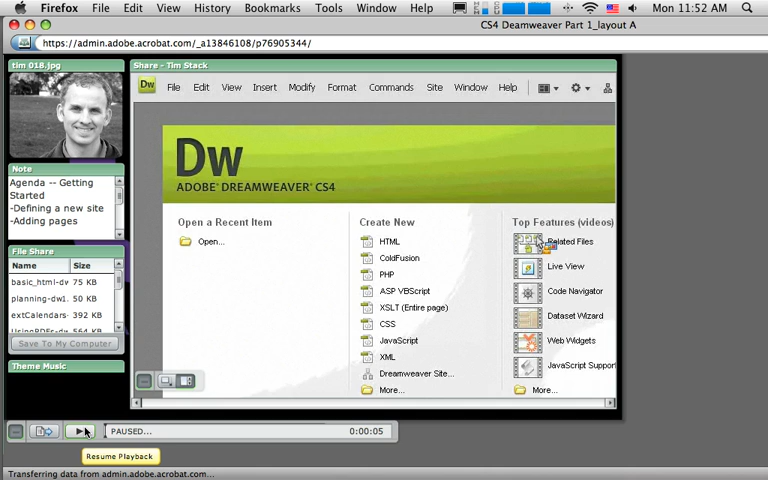 Firefox File Edit View History Bookmarks Tools Window Help Mon 11:52 AM
CS4 Deamweaver Part 1_layout A
https://admin.adobe.acrobat.com/_a13846108/p76905344/
tim 018.jpg
Share - Tim Stack
Dw File Edit View Insert Modify Format Commands Site Window Help
Dw
ADOBE® DREAMWEAVER® CS4
Note
Agenda -- Getting
Started
-Defining a new site
-Adding pages
Open a Recent Item
Open...
Create New
HTML
ColdFusion
PHP
ASP VBScript
XSLT (Entire page)
CSS
JavaScript
XML
Dreamweaver Site...
More...
Top Features (videos)
Related Files
Live View
Code Navigator
Dataset Wizard
Web Widgets
JavaScript Support
More...
File Share
Name Size
basic_html-dw 75 KB
planning-dw1. 50 KB
extCalendars- 392 KB
Save To My Computer
Theme Music
PAUSED... 0:00:05
Resume Playback
Transferring data from admin.adobe.acrobat.com...